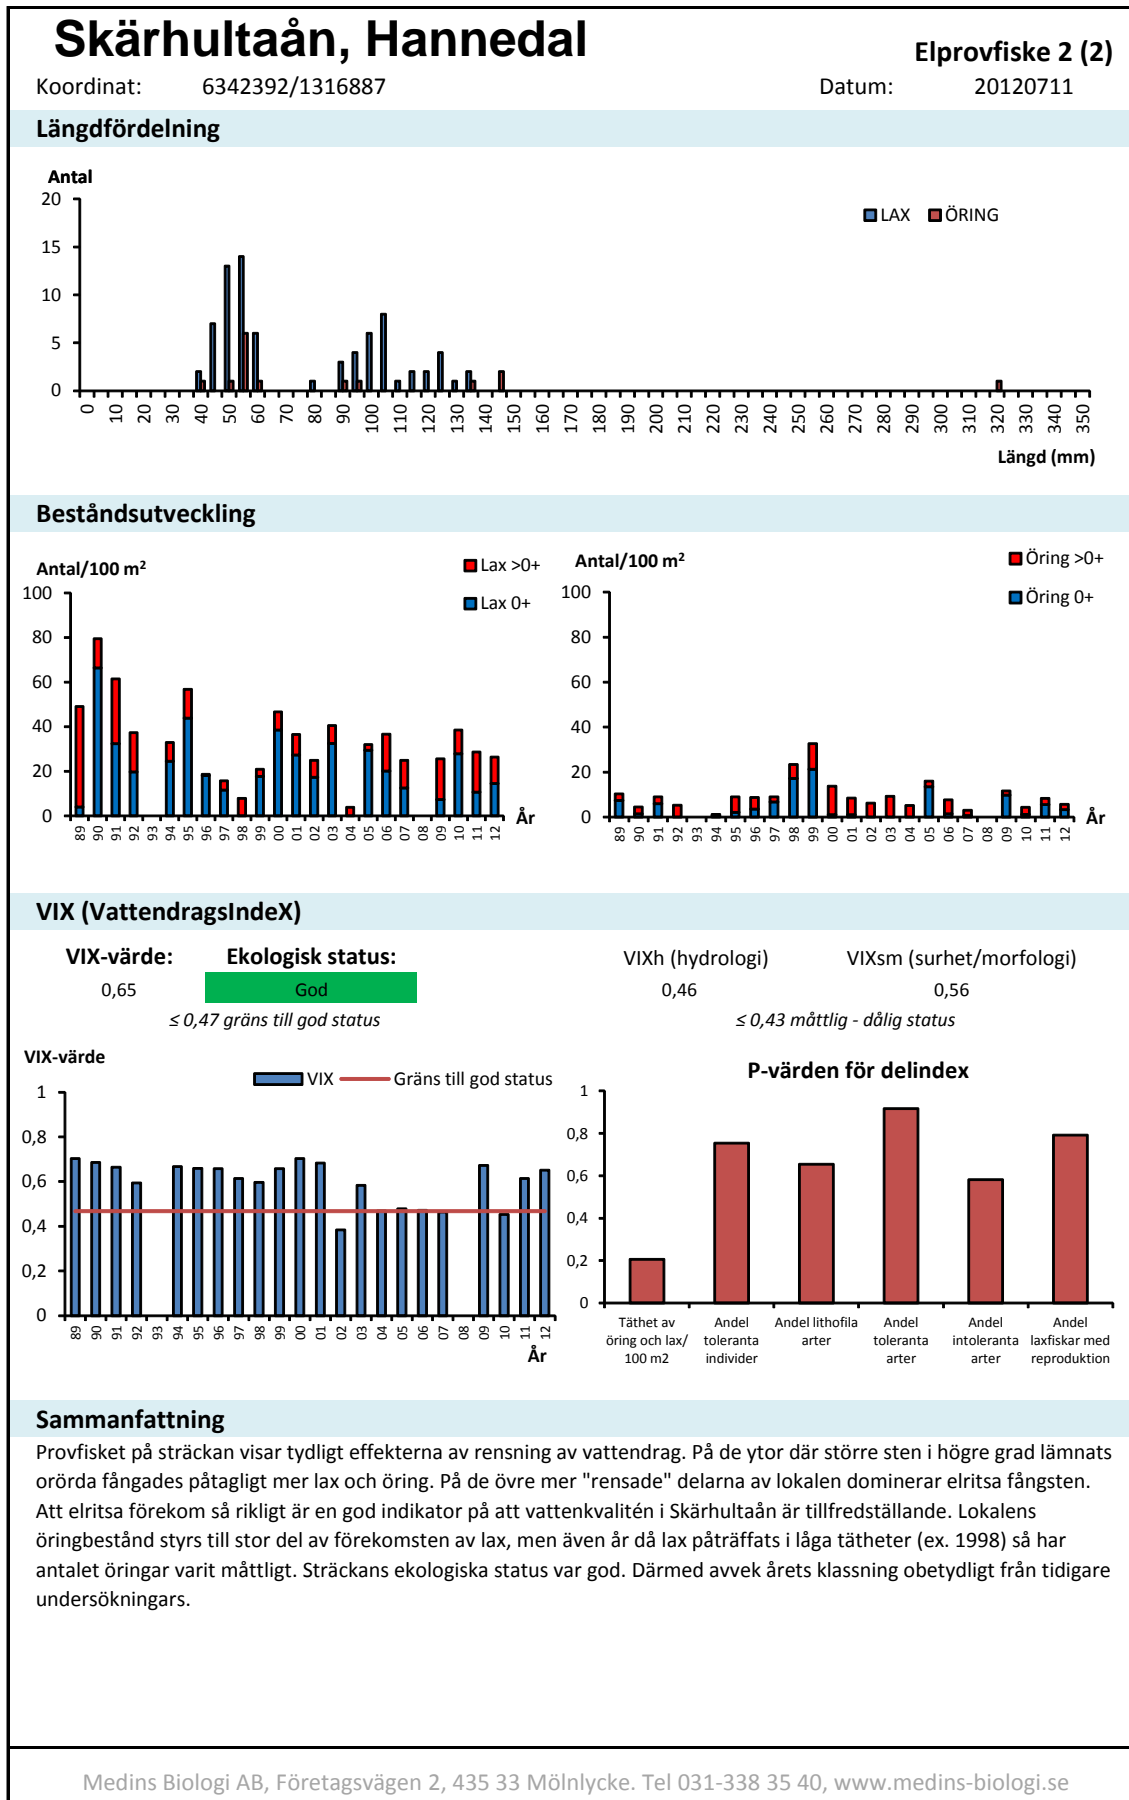 Skärhultaån, Hannedal
Elprovfiske 2 (2)
Koordinat: 6342392/1316887 Datum: 20120711
Längdfördelning
Antal
20
15
10
5
0
LAX ÖRING
0 10 20 30 40 50 60 70 80 90 100 110 120 130 140 150 160 170 180 190 200 210 220 230 240 250 260 270 280 290 300 310 320 330 340 350
Längd (mm)
Beståndsutveckling
Antal/100 m²
Lax >0+
Lax 0+
100
80
60
40
20
0
89 90 91 92 93 94 95 96 97 98 99 00 01 02 03 04 05 06 07 08 09 10 11 12
År
Antal/100 m²
Öring >0+
Öring 0+
100
80
60
40
20
0
89 90 91 92 93 94 95 96 97 98 99 00 01 02 03 04 05 06 07 08 09 10 11 12
År
VIX (VattendragsIndeX)
VIX-värde: Ekologisk status:
0,65 God
≤ 0,47 gräns till god status
VIXh (hydrologi) VIXsm (surhet/morfologi)
0,46 0,56
≤ 0,43 måttlig - dålig status
VIX-värde
VIX Gräns till god status
1
0,8
0,6
0,4
0,2
0
89 90 91 92 93 94 95 96 97 98 99 00 01 02 03 04 05 06 07 08 09 10 11 12
År
P-värden för delindex
1
0,8
0,6
0,4
0,2
0
Täthet av öring och lax/ 100 m2
Andel toleranta individer
Andel lithofila arter
Andel toleranta arter
Andel intoleranta arter
Andel laxfiskar med reproduktion
Sammanfattning
Provfisket på sträckan visar tydligt effekterna av rensning av vattendrag. På de ytor där större sten i högre grad lämnats
orörda fångades påtagligt mer lax och öring. På de övre mer "rensade" delarna av lokalen dominerar elritsa fångsten.
Att elritsa förekom så rikligt är en god indikator på att vattenkvalitén i Skärhultaån är tillfredställande. Lokalens
öringbestånd styrs till stor del av förekomsten av lax, men även år då lax påträffats i låga tätheter (ex. 1998) så har
antalet öringar varit måttligt. Sträckans ekologiska status var god. Därmed avvek årets klassning obetydligt från tidigare
undersökningars.
Medins Biologi AB, Företagsvägen 2, 435 33 Mölnlycke. Tel 031-338 35 40, www.medins-biologi.se